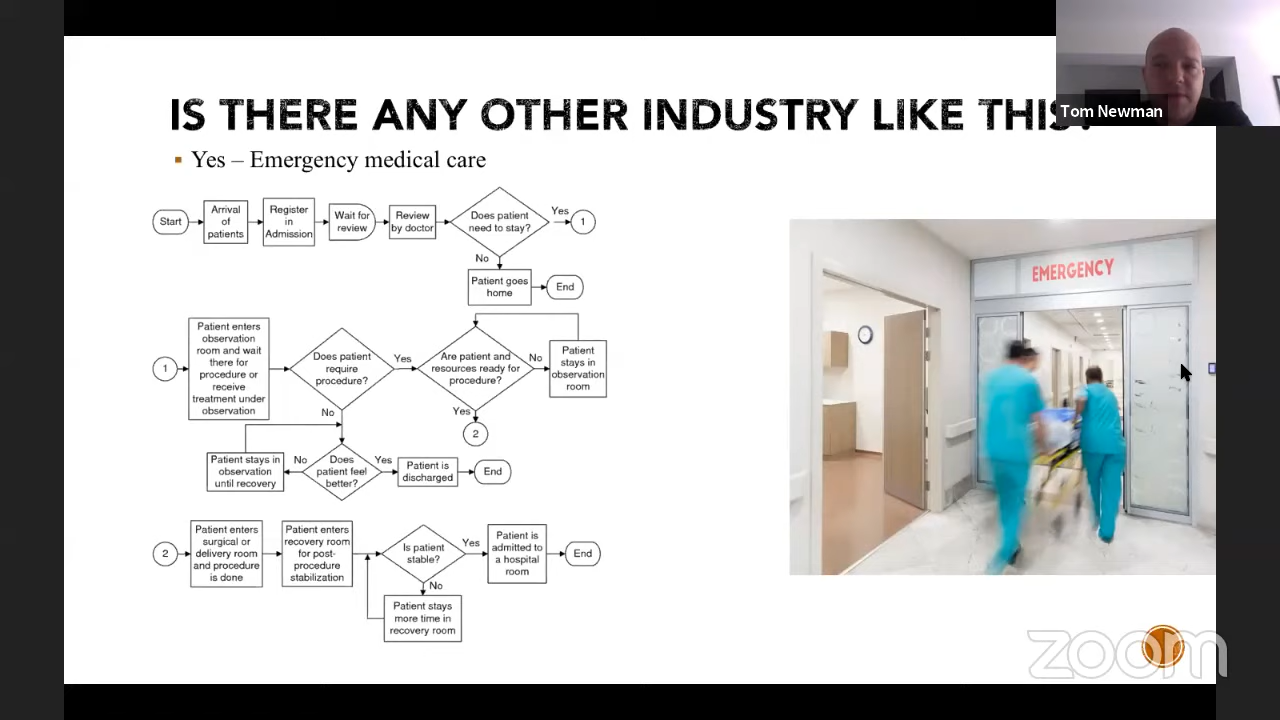 IS THERE ANY OTHER INDUSTRY LIKE THIS?
Tom Newman
Yes – Emergency medical care
Start
Arrival
of
patients
Register
in
Admission
Wait for
review
Review
by doctor
Does patient
need to stay?
Yes
1
No
Patient goes
home
End
1
Patient enters
observation
room and wait
there for
procedure or
receive
treatment under
observation
Does patient
require
procedure?
Yes
Are patient and
resources ready for
procedure?
No
Patient
stays in
observation
room
No
Yes
2
Patient stays in
observation
until recovery
No
Does
patient feel
better?
Yes
Patient is
discharged
End
2
Patient enters
surgical or
delivery room
and procedure
is done
Patient enters
recovery room
for post-
procedure
stabilization
Is patient
stable?
Yes
Patient is
admitted to
a hospital
room
End
No
Patient stays
more time in
recovery room
EMERGENCY
zoom